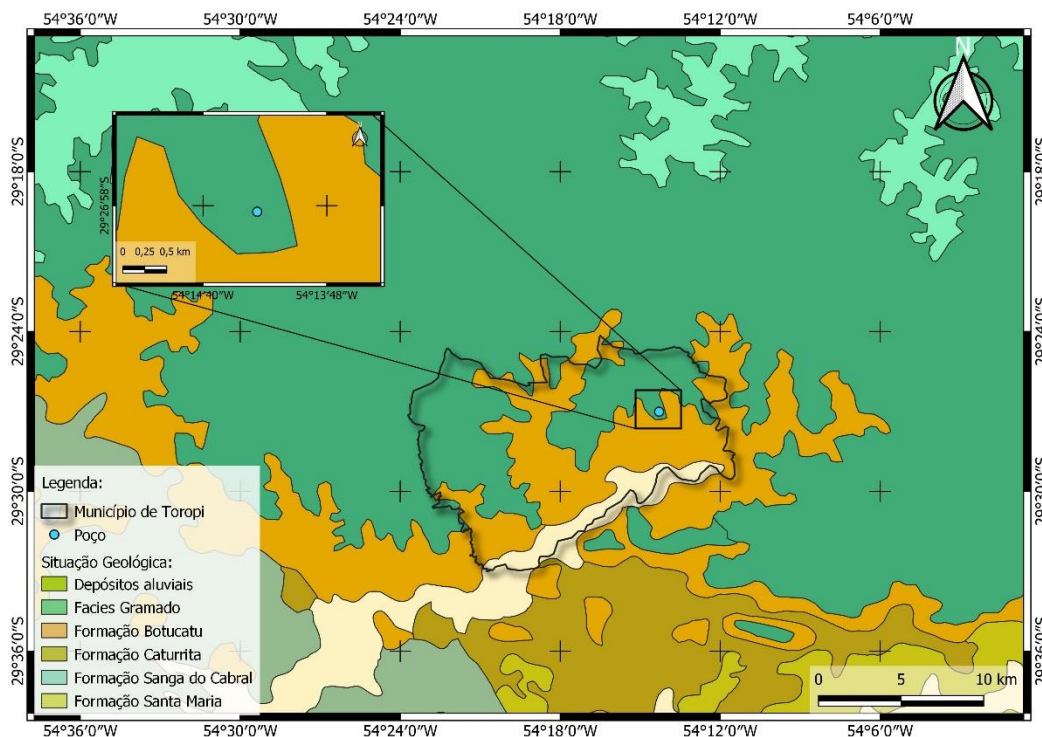 54°36′0″W 54°30′0″W 54°24′0″W 54°18′0″W 54°12′0″W 54°6′0″W
N
29°18′0″S 29°18′0″S
29°26′58″S
0 0,25 0,5 km
54°14′40″W 54°13′48″W
29°24′0″S 29°24′0″S
29°30′0″S 29°30′0″S
Legenda:
Município de Toropi
Poço
Situação Geológica:
Depósitos aluviais
Facies Gramado
Formação Botucatu
Formação Caturrita
Formação Sanga do Cabral
Formação Santa Maria
29°36′0″S 29°36′0″S
0 5 10 km
54°36′0″W 54°30′0″W 54°24′0″W 54°18′0″W 54°12′0″W 54°6′0″W